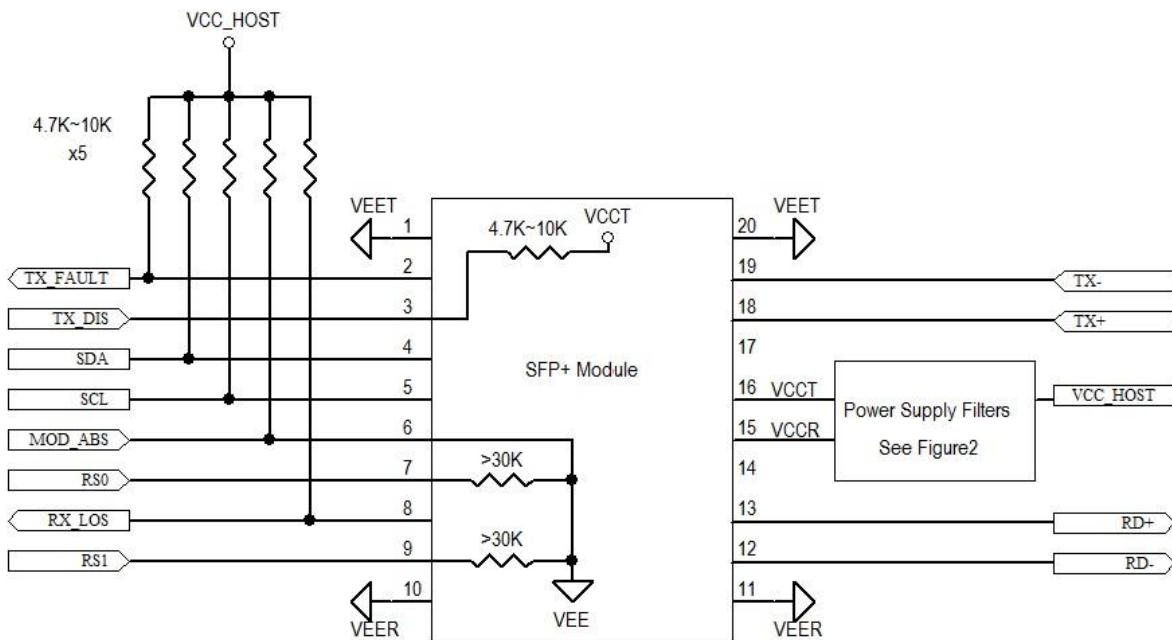 VCC_HOST
4.7K~10K
x5
VEET
1
4.7K~10K
VCCT
20
VEET
TX_FAULT
2
19
TX-
TX_DIS
3
18
TX+
SDA
4
17
SFP+ Module
SCL
5
16
VCCT
Power Supply Filters
See Figure2
VCC_HOST
MOD_ABS
6
15
VCCR
RS0
7
>30K
14
RX_LOS
8
13
RD+
RS1
9
>30K
12
RD-
10
VEER
VEE
11
VEER